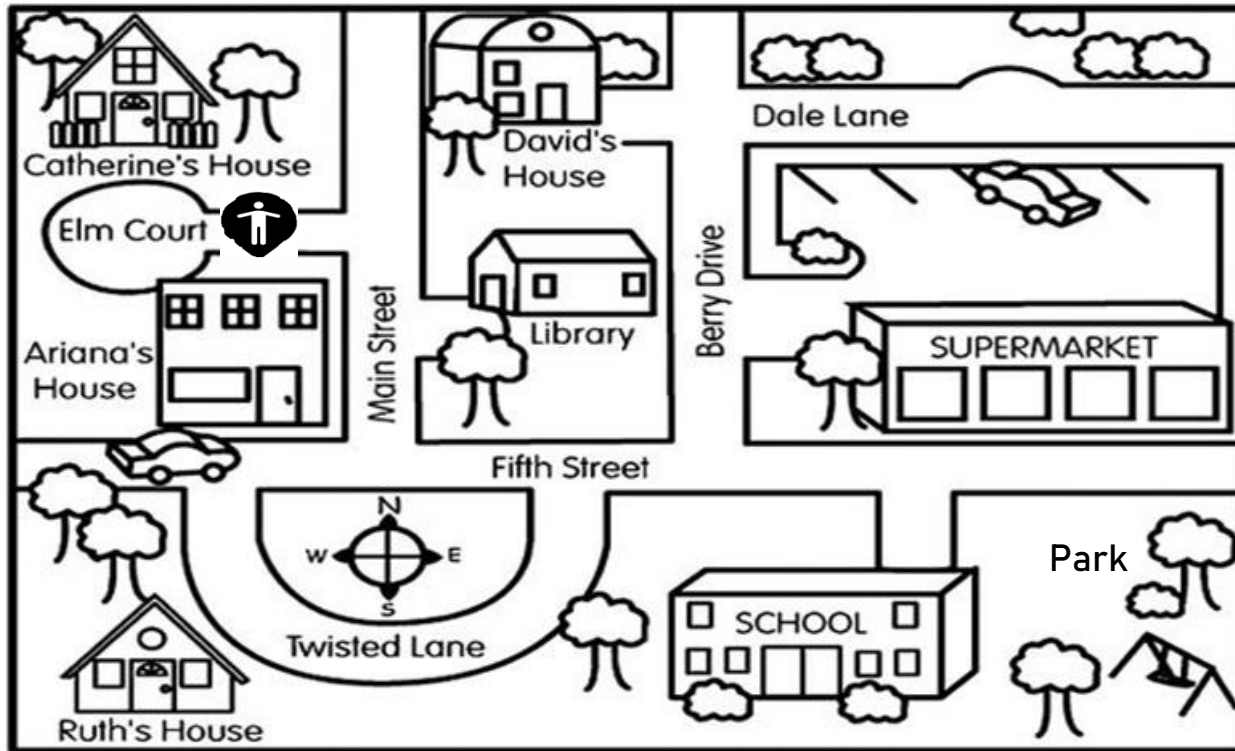 Catherine's House
David's
House
Dale Lane
Elm Court
Main Street
Berry Drive
Ariana's
House
Library
SUPERMARKET
Fifth Street
N
W
E
S
Park
Twisted Lane
SCHOOL
Ruth's House